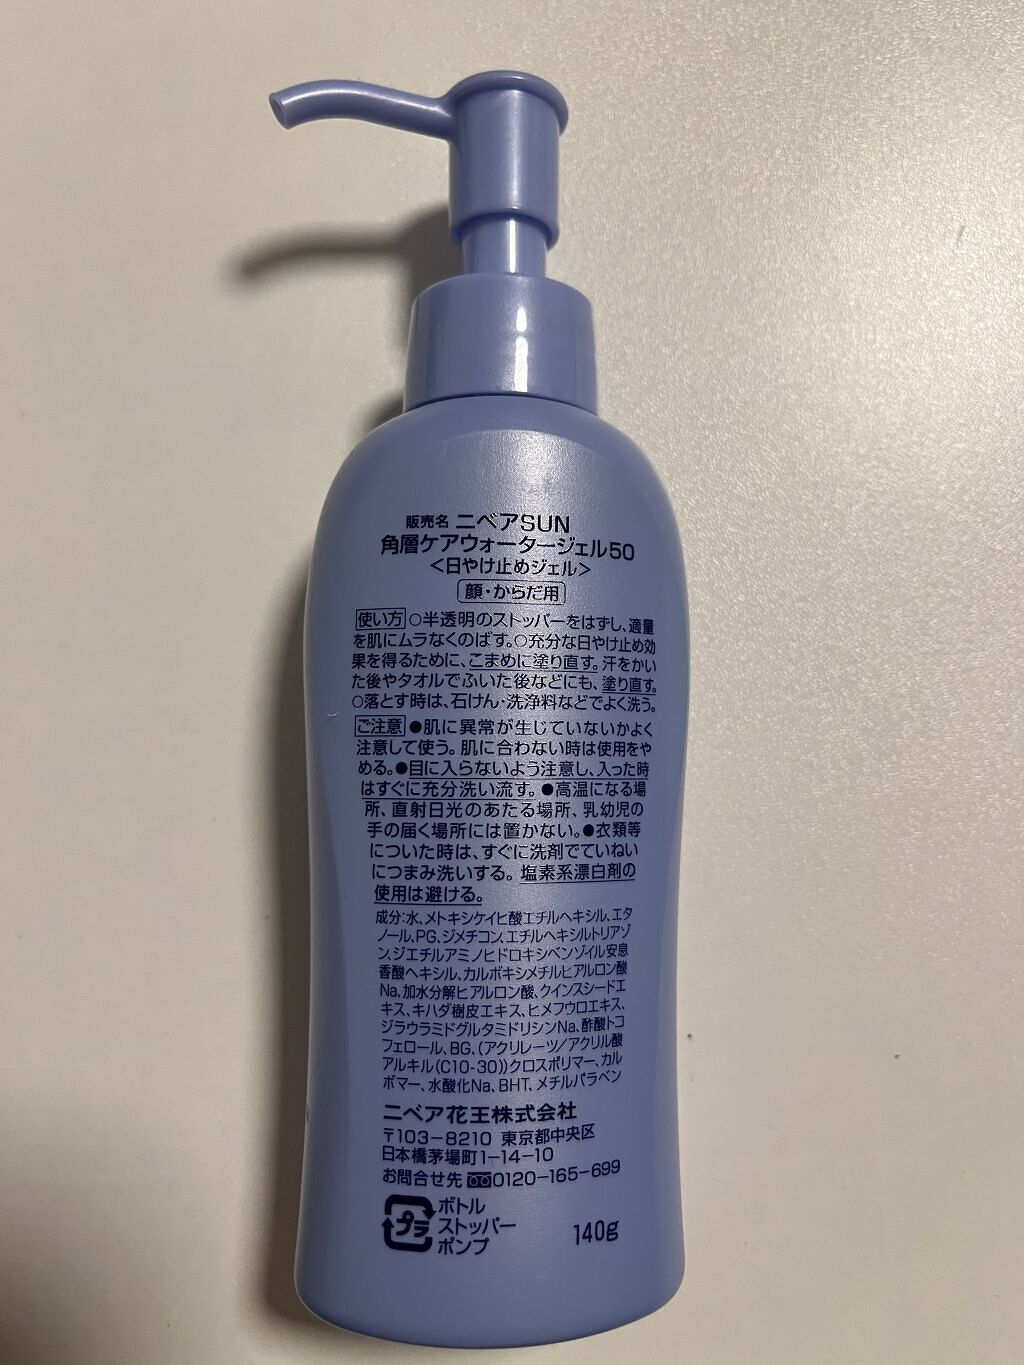 販売名 ニベアSUN
角層ケアウォータージェル50
＜日やけ止めジェル＞
顔・からだ用
使い方 ○半透明のストッパーをはずし、適量
を肌にムラなくのばす。○充分な日やけ止め効
果を得るために、こまめに塗り直す。汗をかい
た後やタオルでふいた後などにも、塗り直す。
○落とす時は、石けん・洗浄料などでよく洗う。
ご注意 ●肌に異常が生じていないかよく
注意して使う。肌に合わない時は使用をや
める。●目に入らないよう注意し、入った時
はすぐに充分洗い流す。●高温になる場
所、直射日光のあたる場所、乳幼児の
手の届く場所には置かない。●衣類等
についた時は、すぐに洗剤でていねい
につまみ洗いする。塩素系漂白剤の
使用は避ける。
成分：水、メトキシケイヒ酸エチルヘキシル、エタ
ノール、PG、ジメチコン、エチルヘキシルトリアゾ
ン、ジエチルアミノヒドロキシベンゾイル安息
香酸ヘキシル、カルボキシメチルヒアルロン酸
Na、加水分解ヒアルロン酸、クインスシードエ
キス、キハダ樹皮エキス、ヒメフウロエキス、
ジラウラミドグルタミドリシンNa、酢酸トコ
フェロール、BG、（アクリレーツ／アクリル酸
アルキル（C10-30））クロスポリマー、カル
ボマー、水酸化Na、BHT、メチルパラベン
ニベア花王株式会社
〒103－8210 東京都中央区
日本橋茅場町1－14－10
お問合せ先 0120－165－699
プラ
ボトル
ストッパー
ポンプ
140g